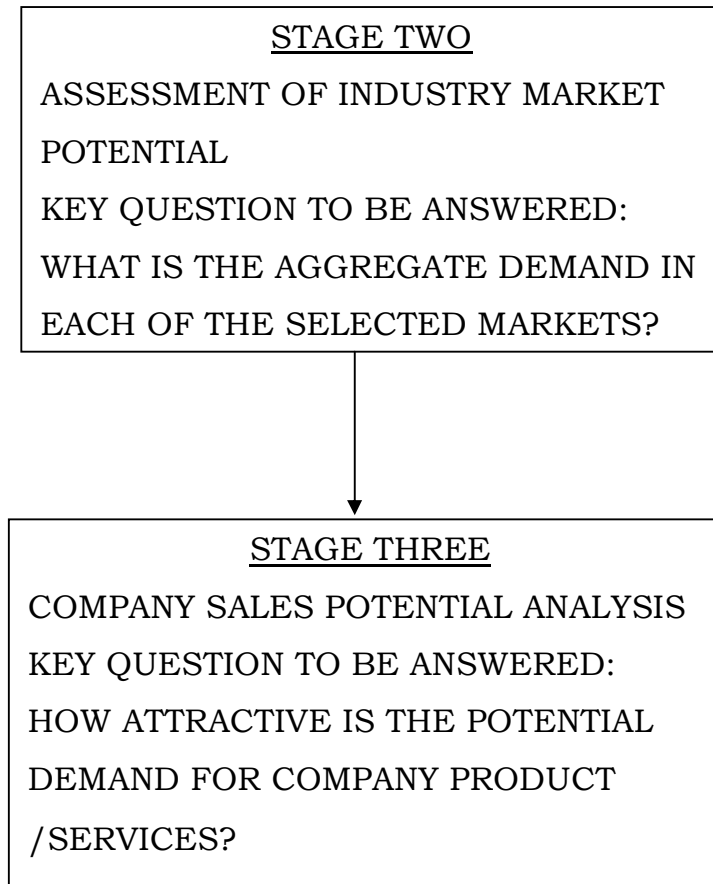 STAGE TWO
ASSESSMENT OF INDUSTRY MARKET
POTENTIAL
KEY QUESTION TO BE ANSWERED:
WHAT IS THE AGGREGATE DEMAND IN
EACH OF THE SELECTED MARKETS?
STAGE THREE
COMPANY SALES POTENTIAL ANALYSIS
KEY QUESTION TO BE ANSWERED:
HOW ATTRACTIVE IS THE POTENTIAL
DEMAND FOR COMPANY PRODUCT
/SERVICES?